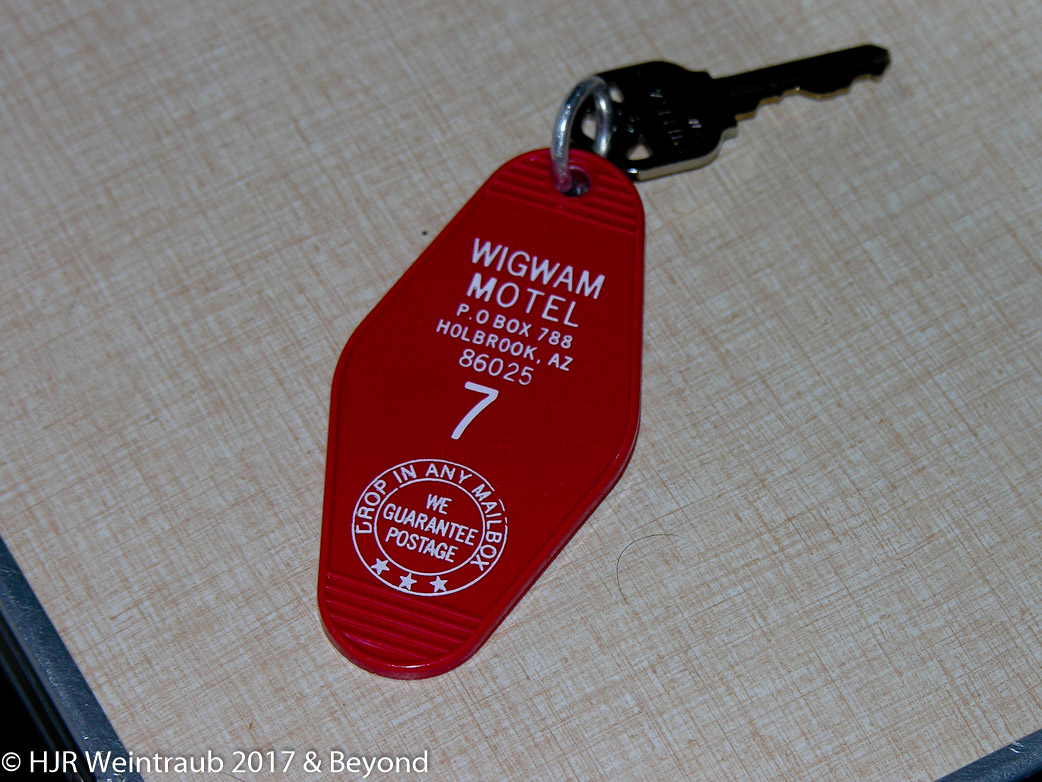 WIGWAM
MOTEL
P.O BOX 788
HOLBROOK, AZ
86025
7
DROP IN ANY MAILBOX
WE
GUARANTEE
POSTAGE
© HJR Weintraub 2017 & Beyond